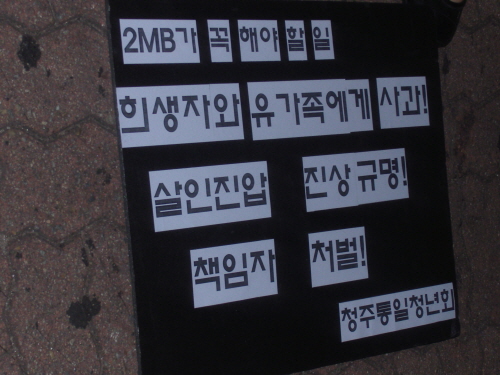 2MB가 꼭 해야 할 일
희생자와 유가족에게 사과!
살인진압 진상규명!
책임자 처벌!
청주통일청년회